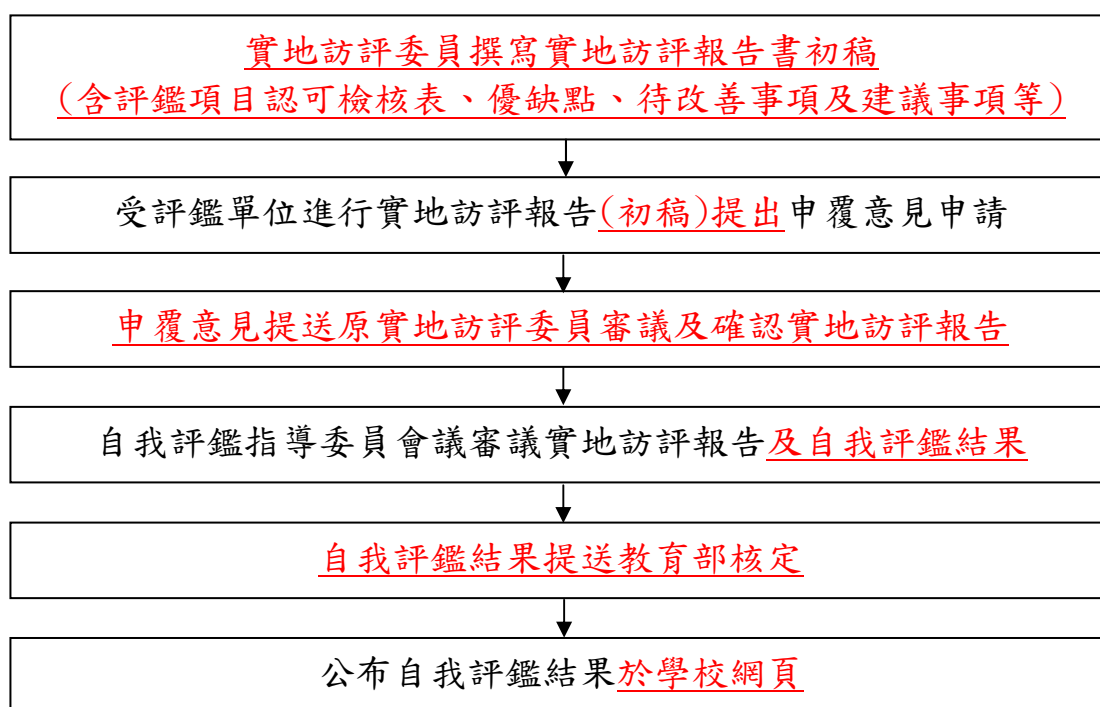 實地訪評委員撰寫實地訪評報告書初稿
(含評鑑項目認可檢核表、優缺點、待改善事項及建議事項等)
受評鑑單位進行實地訪評報告(初稿)提出申覆意見申請
申覆意見提送原實地訪評委員審議及確認實地訪評報告
自我評鑑指導委員會議審議實地訪評報告及自我評鑑結果
自我評鑑結果提送教育部核定
公布自我評鑑結果於學校網頁